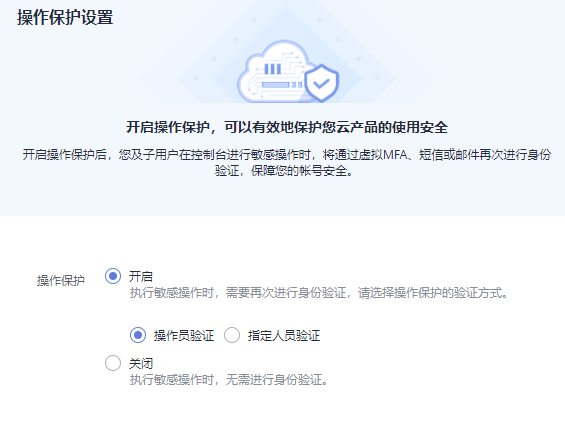 操作保护设置
开启操作保护，可以有效地保护您云产品的使用安全
开启操作保护后，您及子用户在控制台进行敏感操作时，将通过虚拟MFA、短信或邮件再次进行身份
验证，保障您的帐号安全。
操作保护 开启
执行敏感操作时，需要再次进行身份验证，请选择操作保护的验证方式。
操作员验证 指定人员验证
关闭
执行敏感操作时，无需进行身份验证。